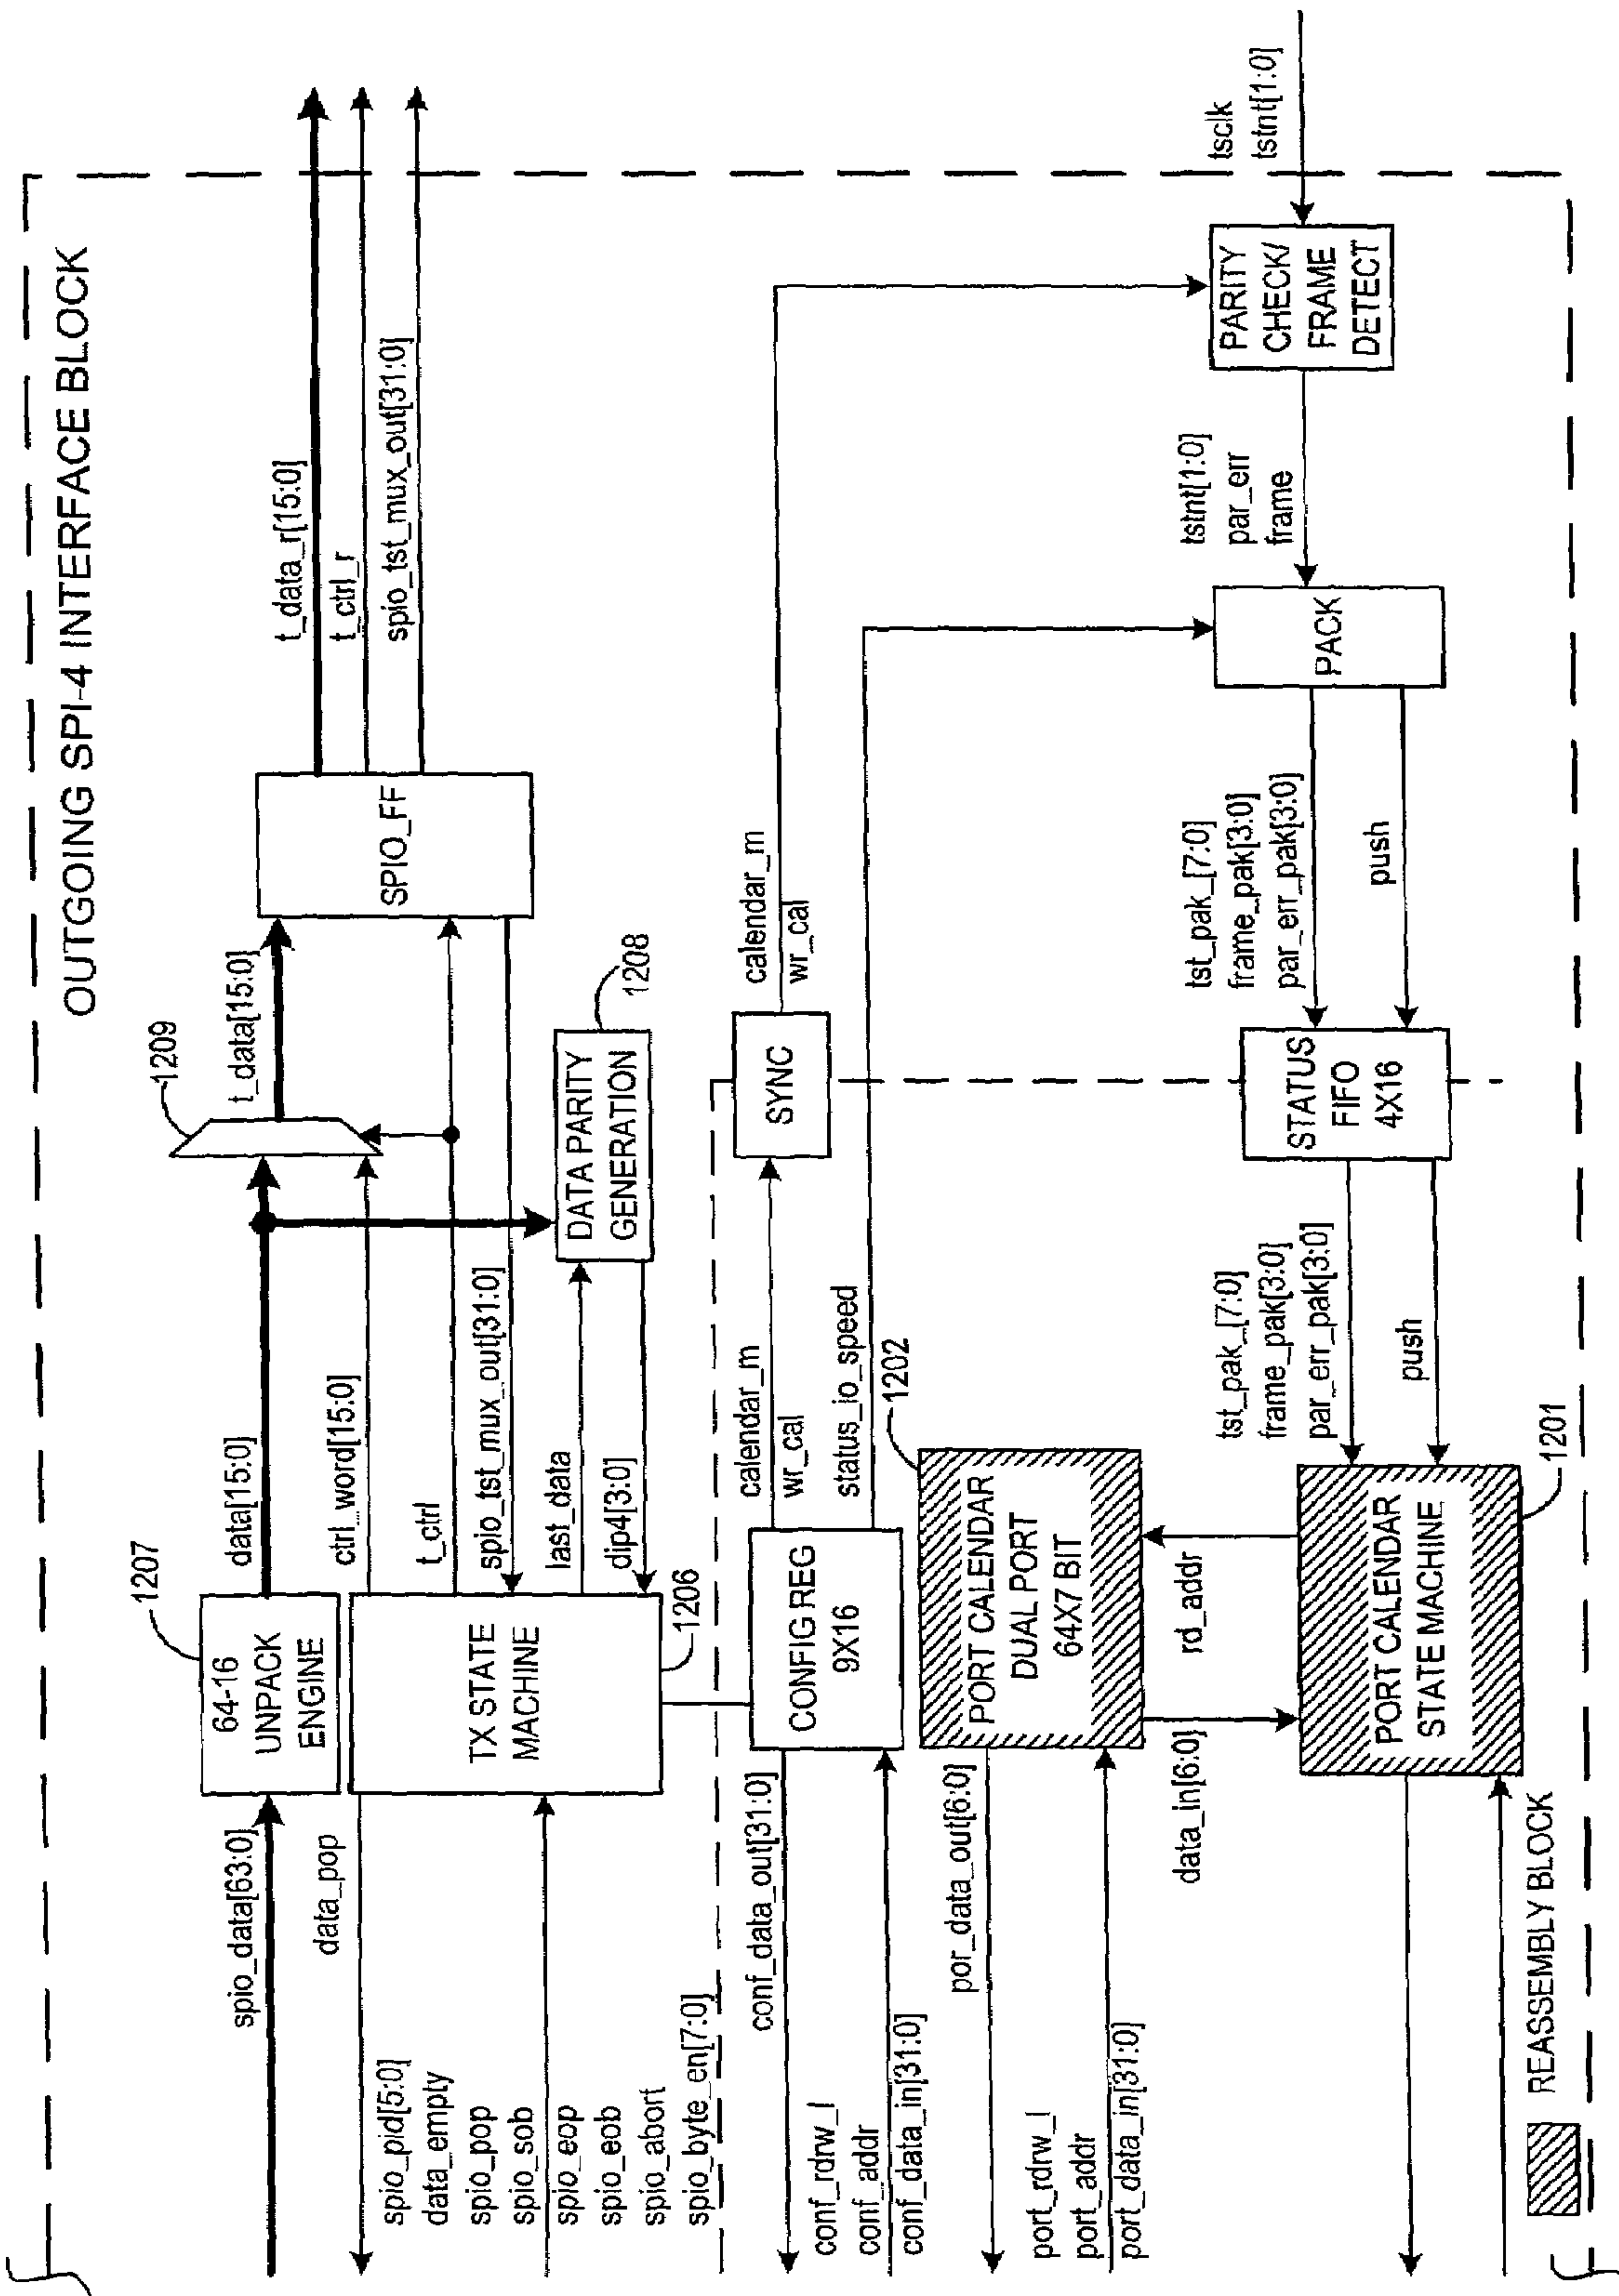 OUTGOING SPI-4 INTERFACE BLOCK
spio_data[63:0]
1207
64-16
UNPACK
ENGINE
data[15:0]
1209
t_data[15:0]
SPIO_FF
t_data_r[15:0]
t_ctrl_r
spio_tst_mux_out[31:0]
data_pop
spio_pid[5:0]
data_empty
spio_pop
spio_sob
spio_eop
spio_eob
spio_abort
spio_byte_en[7:0]
TX STATE
MACHINE
1206
ctrl_word[15:0]
t_ctrl
spio_tst_mux_out[31:0]
last_data
dip4[3:0]
DATA PARITY
GENERATION
1208
conf_data_out[31:0]
conf_rdrw_l
conf_addr
conf_data_in[31:0]
CONFIG REG
9X16
calendar_m
wr_cal
status_io_speed
SYNC
calendar_m
wr_cal
1202
por_data_out[6:0]
port_rdrw_l
port_addr
port_data_in[31:0]
PORT CALENDAR
DUAL PORT
64X7 BIT
data_in[6:0]
rd_addr
PORT CALENDAR
STATE MACHINE
1201
tst_pak_[7:0]
frame_pak[3:0]
par_err_pak[3:0]
push
STATUS
FIFO
4X16
tst_pak_[7:0]
frame_pak[3:0]
par_err_pak[3:0]
push
PACK
tstnt[1:0]
par_err
frame
PARITY
CHECK/
FRAME
DETECT
tsclk
tstnt[1:0]
REASSEMBLY BLOCK